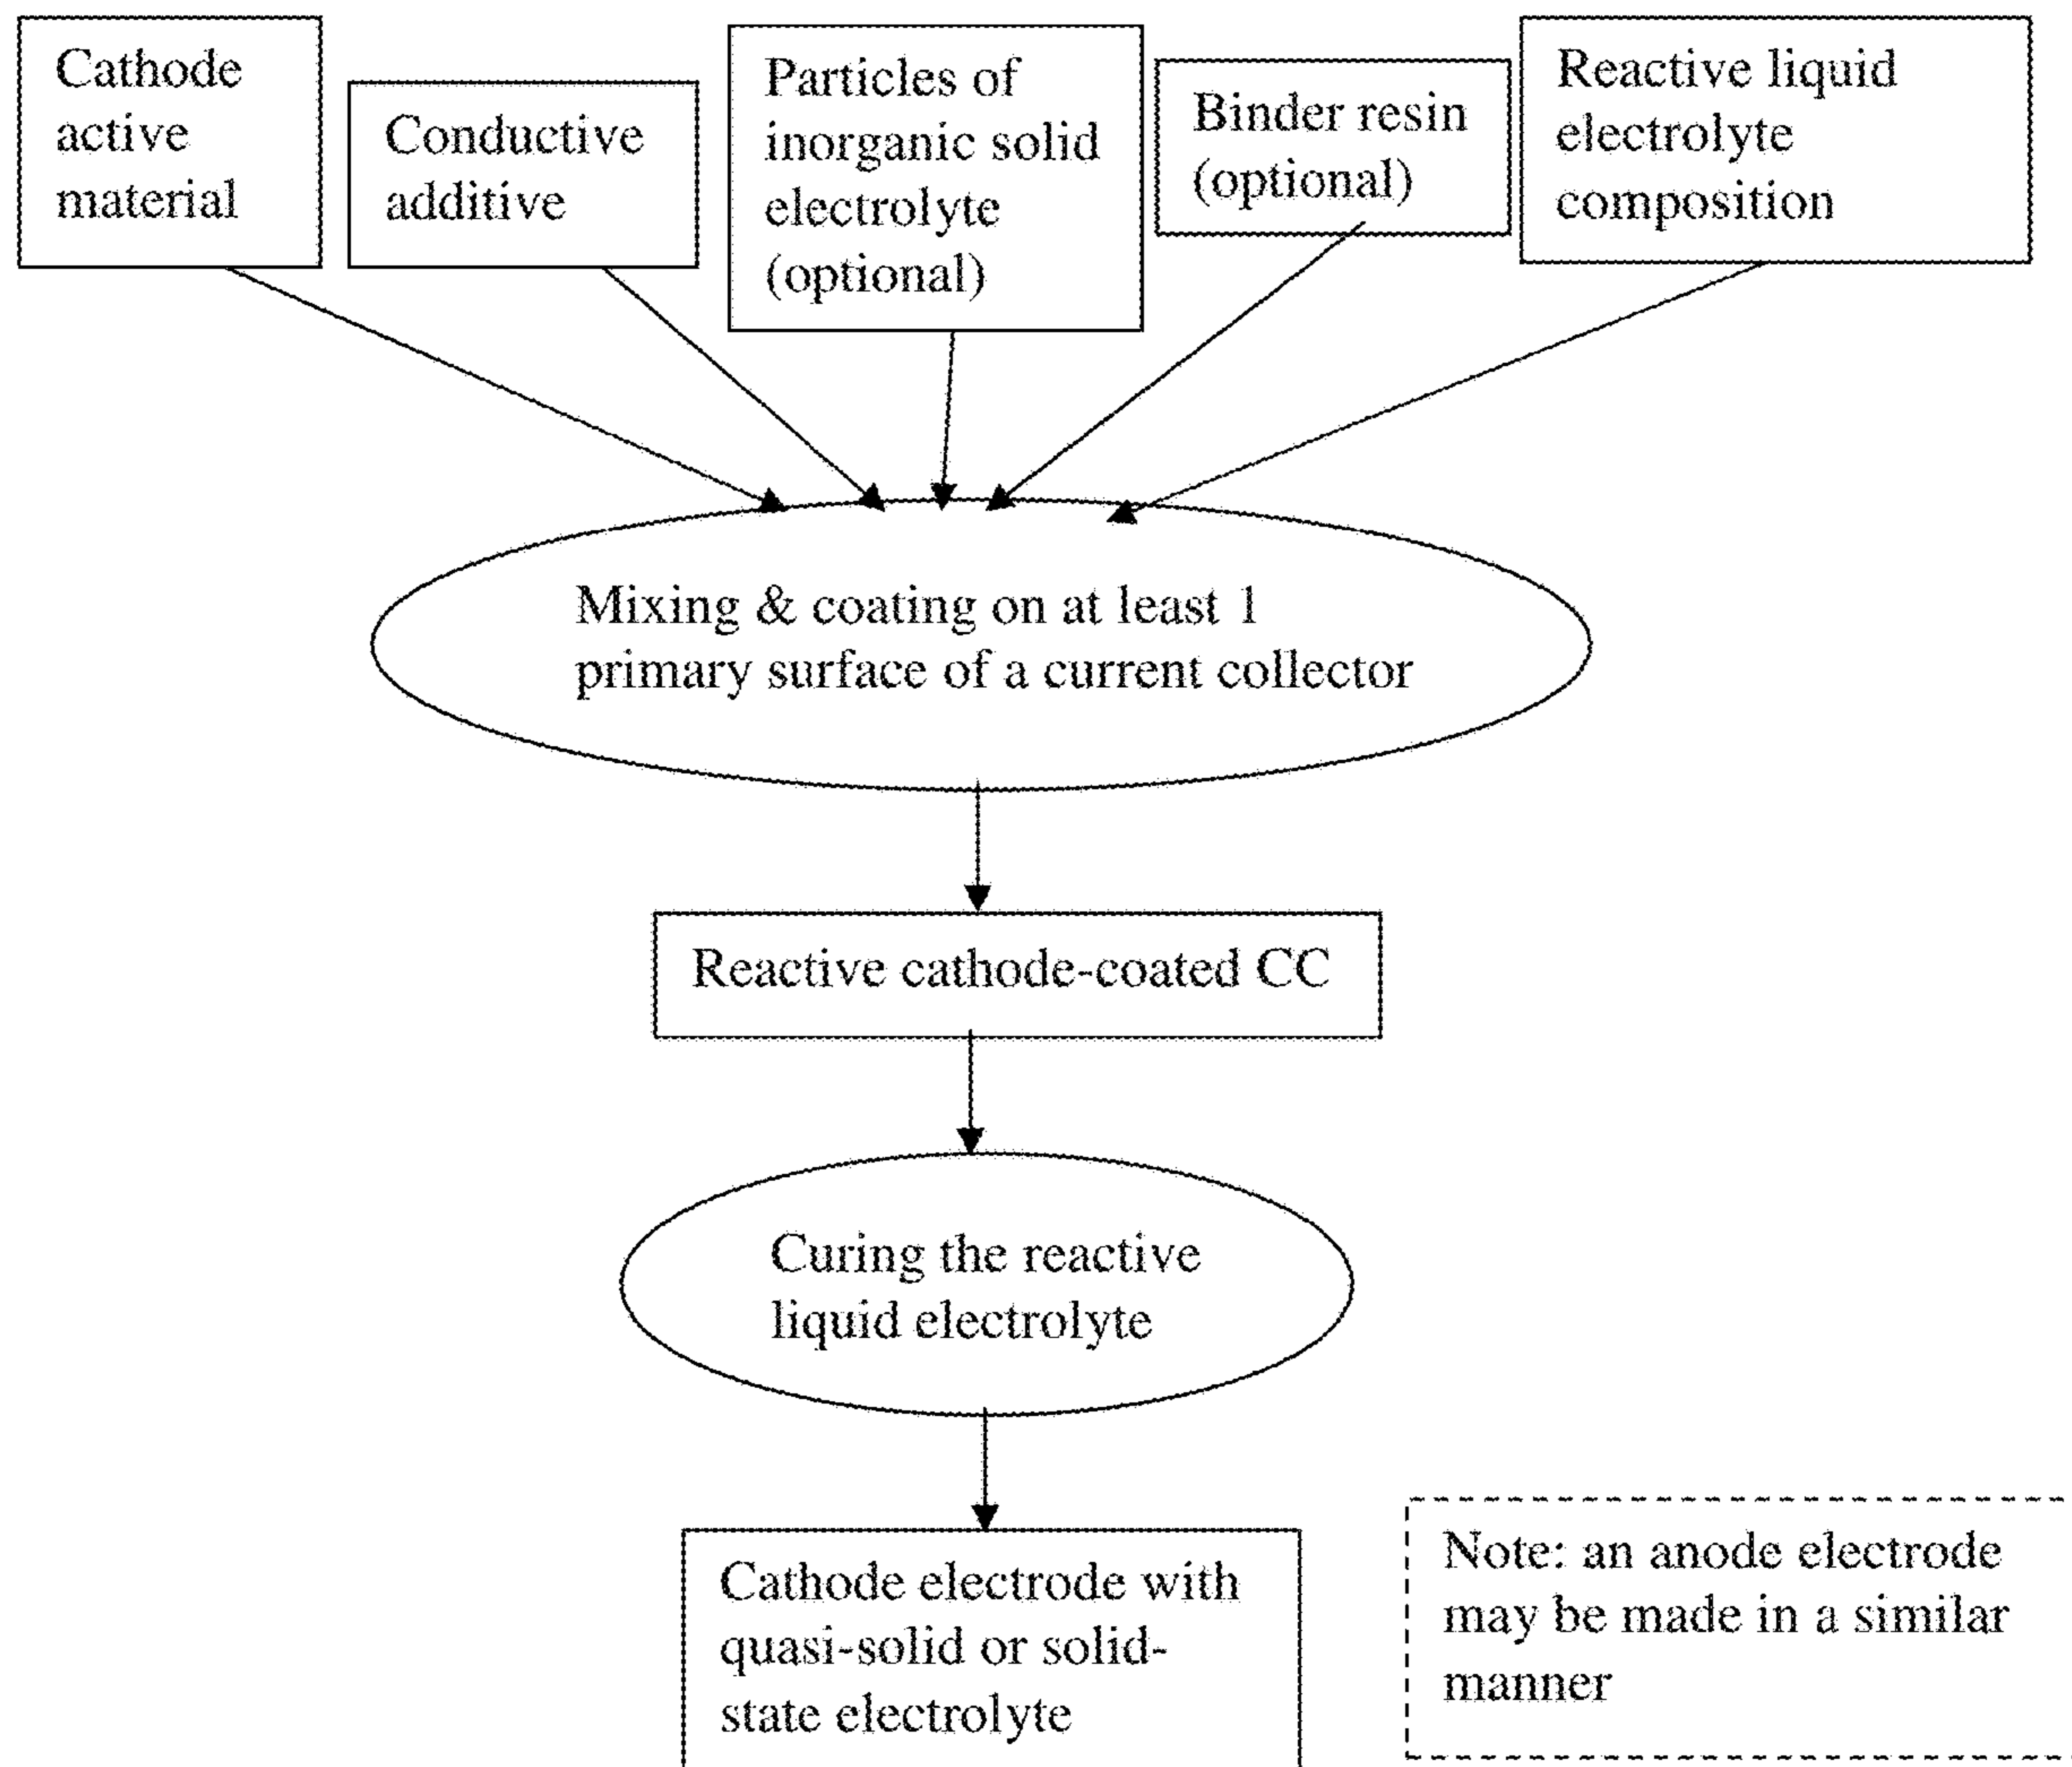 Cathode
active
material
Conductive
additive
Particles of
inorganic solid
electrolyte
(optional)
Binder resin
(optional)
Reactive liquid
electrolyte
composition
Mixing & coating on at least 1
primary surface of a current collector
Reactive cathode-coated CC
Curing the reactive
liquid electrolyte
Cathode electrode with
quasi-solid or solid-
state electrolyte
Note: an anode electrode
may be made in a similar
manner